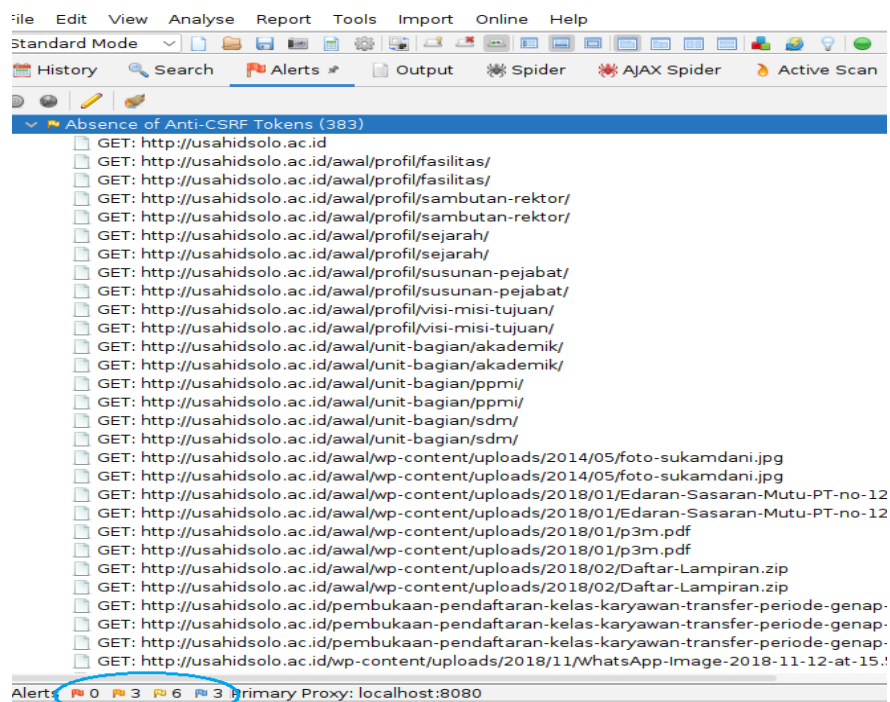 File Edit View Analyse Report Tools Import Online Help
Standard Mode
History Search Alerts Output Spider AJAX Spider Active Scan
Absence of Anti-CSRF Tokens (383)
GET: http://usahidsolo.ac.id
GET: http://usahidsolo.ac.id/awal/profil/fasilitas/
GET: http://usahidsolo.ac.id/awal/profil/fasilitas/
GET: http://usahidsolo.ac.id/awal/profil/sambutan-rektor/
GET: http://usahidsolo.ac.id/awal/profil/sambutan-rektor/
GET: http://usahidsolo.ac.id/awal/profil/sejarah/
GET: http://usahidsolo.ac.id/awal/profil/sejarah/
GET: http://usahidsolo.ac.id/awal/profil/susunan-pejabat/
GET: http://usahidsolo.ac.id/awal/profil/susunan-pejabat/
GET: http://usahidsolo.ac.id/awal/profil/visi-misi-tujuan/
GET: http://usahidsolo.ac.id/awal/profil/visi-misi-tujuan/
GET: http://usahidsolo.ac.id/awal/unit-bagian/akademik/
GET: http://usahidsolo.ac.id/awal/unit-bagian/akademik/
GET: http://usahidsolo.ac.id/awal/unit-bagian/ppmi/
GET: http://usahidsolo.ac.id/awal/unit-bagian/ppmi/
GET: http://usahidsolo.ac.id/awal/unit-bagian/sdm/
GET: http://usahidsolo.ac.id/awal/unit-bagian/sdm/
GET: http://usahidsolo.ac.id/awal/wp-content/uploads/2014/05/foto-sukamdani.jpg
GET: http://usahidsolo.ac.id/awal/wp-content/uploads/2014/05/foto-sukamdani.jpg
GET: http://usahidsolo.ac.id/awal/wp-content/uploads/2018/01/Edaran-Sasaran-Mutu-PT-no-12
GET: http://usahidsolo.ac.id/awal/wp-content/uploads/2018/01/Edaran-Sasaran-Mutu-PT-no-12
GET: http://usahidsolo.ac.id/awal/wp-content/uploads/2018/01/p3m.pdf
GET: http://usahidsolo.ac.id/awal/wp-content/uploads/2018/01/p3m.pdf
GET: http://usahidsolo.ac.id/awal/wp-content/uploads/2018/02/Daftar-Lampiran.zip
GET: http://usahidsolo.ac.id/awal/wp-content/uploads/2018/02/Daftar-Lampiran.zip
GET: http://usahidsolo.ac.id/pembukaan-pendaftaran-kelas-karyawan-transfer-periode-genap-
GET: http://usahidsolo.ac.id/pembukaan-pendaftaran-kelas-karyawan-transfer-periode-genap-
GET: http://usahidsolo.ac.id/pembukaan-pendaftaran-kelas-karyawan-transfer-periode-genap-
GET: http://usahidsolo.ac.id/wp-content/uploads/2018/11/WhatsApp-Image-2018-11-12-at-15.5
Alerts 0 3 6 3 Primary Proxy: localhost:8080